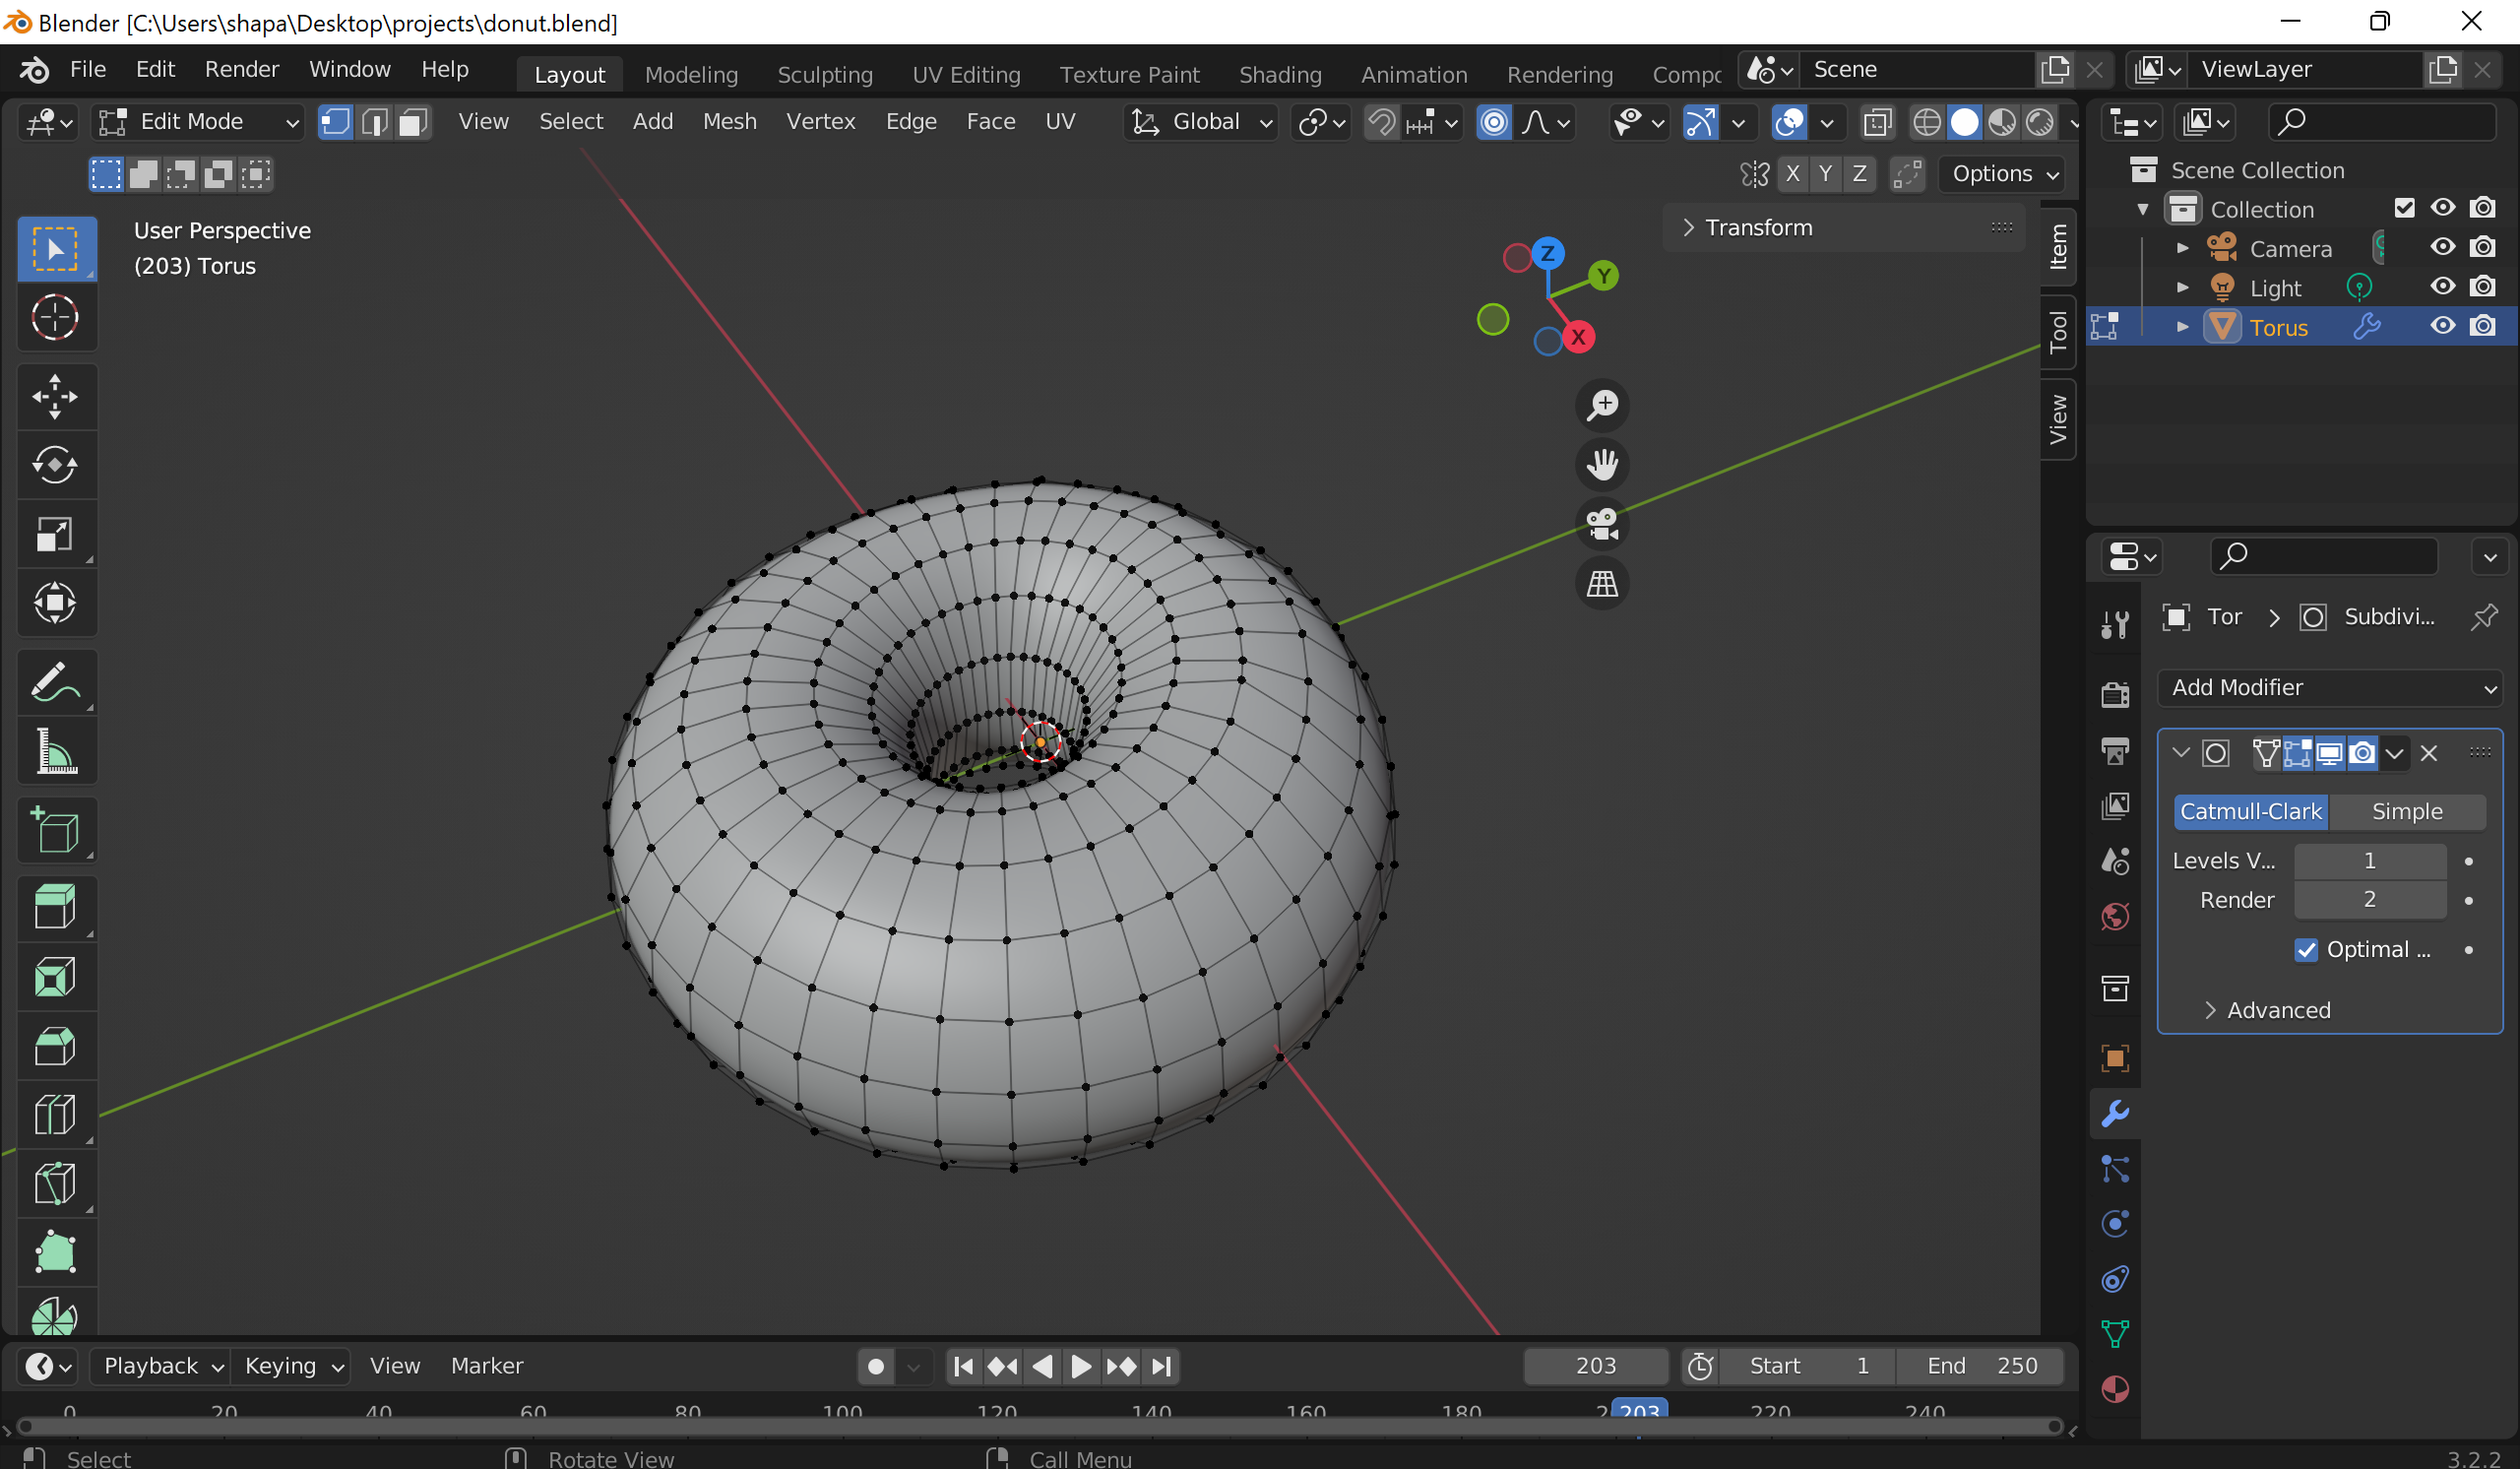 Blender [C:\Users\shapa\Desktop\projects\donut.blend]
File Edit Render Window Help Layout Modeling Sculpting UV Editing Texture Paint Shading Animation Rendering Compo Scene ViewLayer
Edit Mode View Select Add Mesh Vertex Edge Face UV Global
X Y Z Options
Scene Collection
Collection
Camera
Light
Torus
User Perspective
(203) Torus
Transform
Item
Tool
View
Z
Y
X
Tor Subdivi...
Add Modifier
Catmull-Clark Simple
Levels V... 1
Render 2
Optimal ...
Advanced
Playback Keying View Marker 203 Start 1 End 250
0 20 40 60 80 100 120 140 160 180 2 203 220 240
Select Rotate View Call Menu 3.2.2